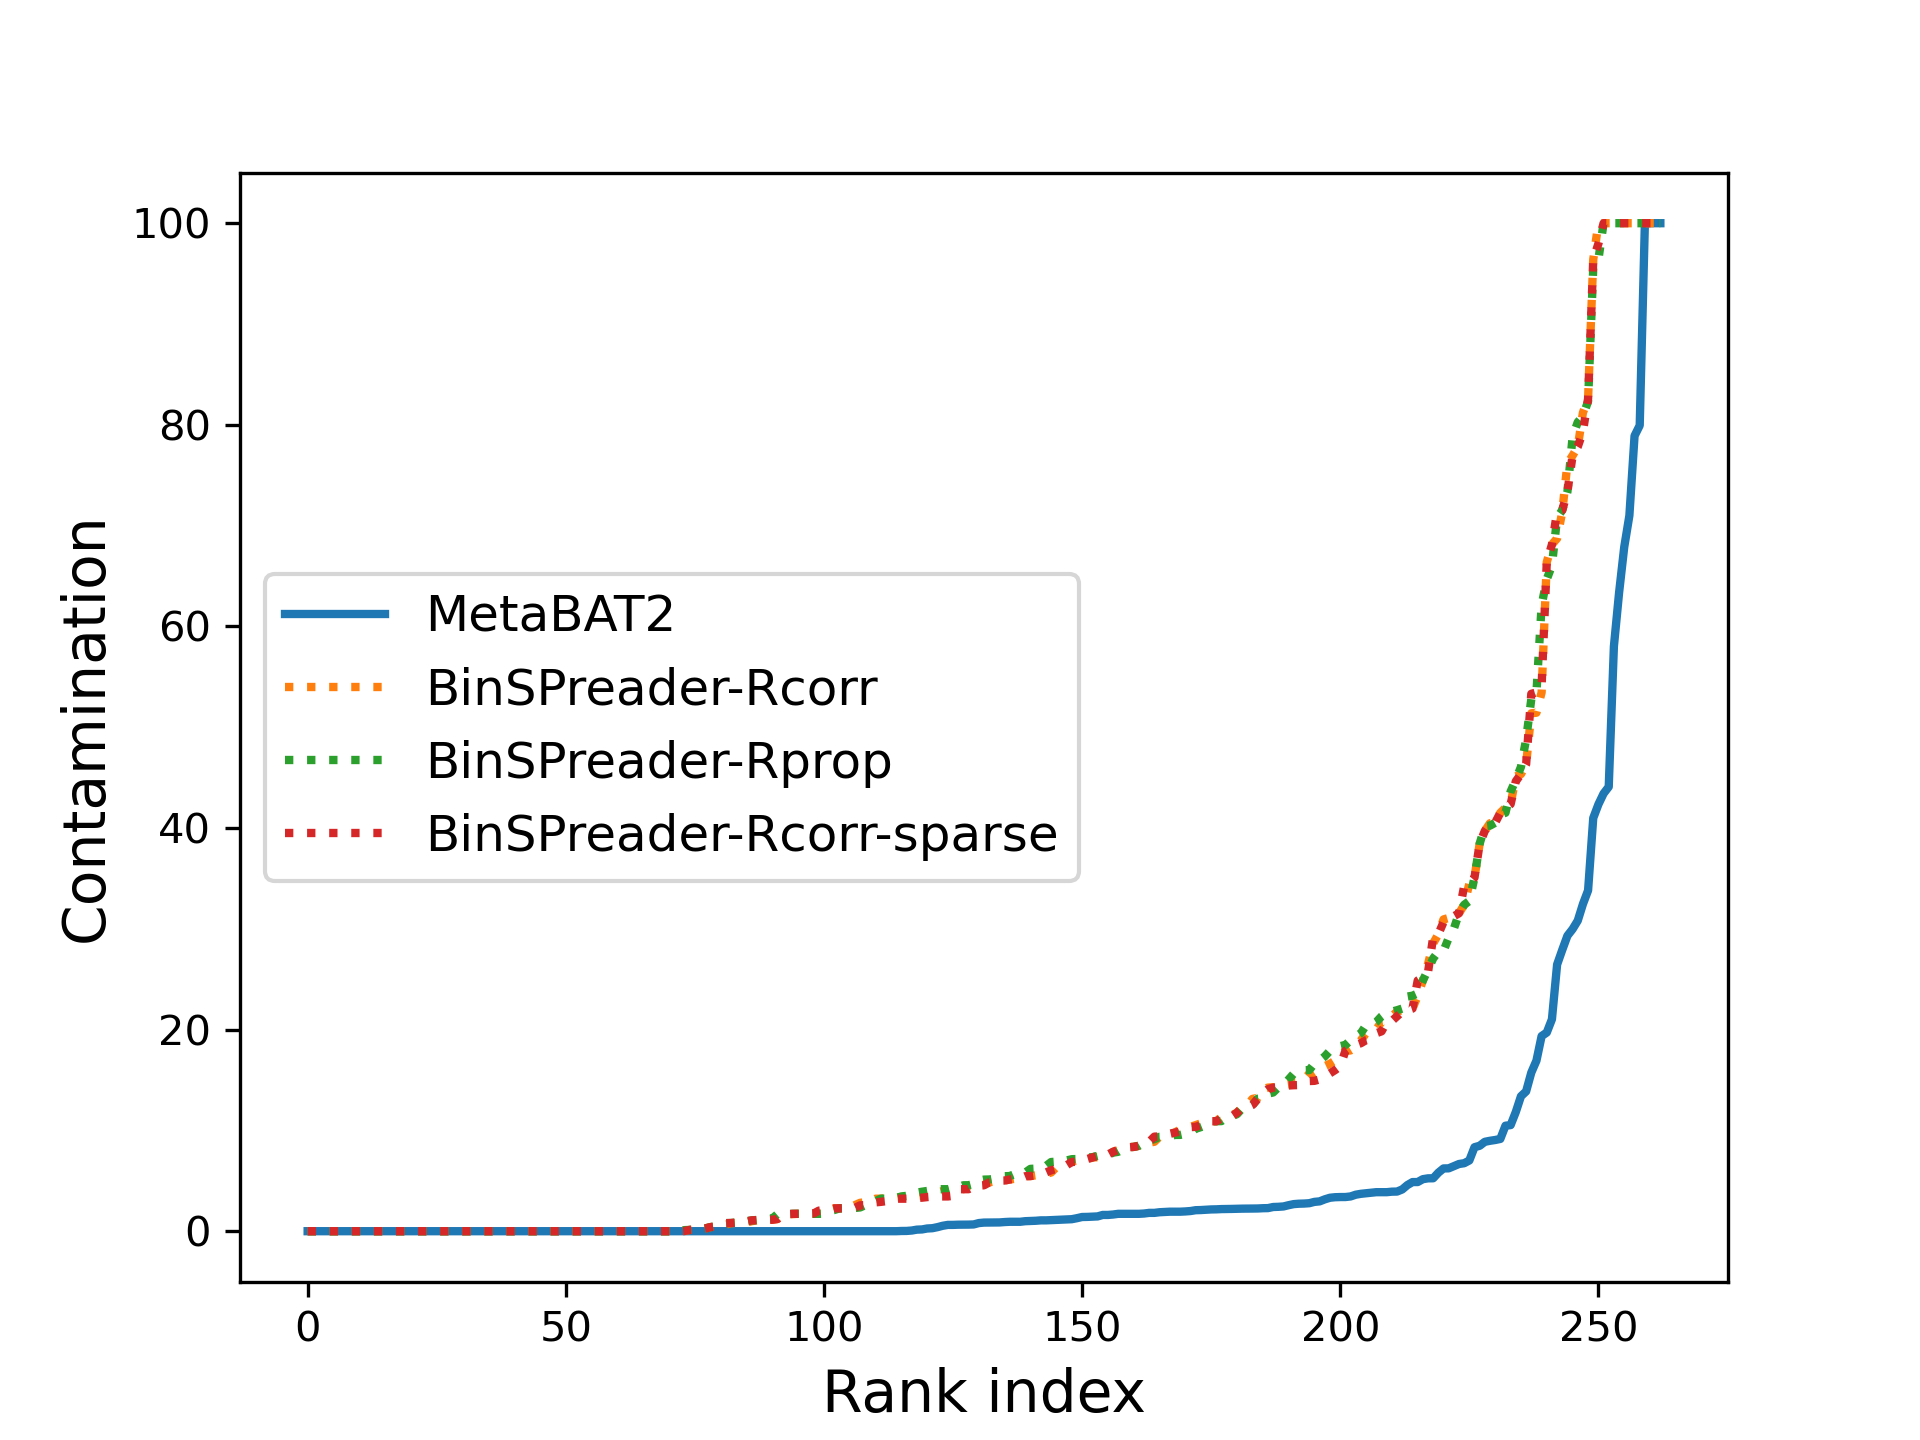 100
80
60
40
20
0
Contamination
MetaBAT2
BinSPreader-Rcorr
BinSPreader-Rprop
BinSPreader-Rcorr-sparse
0 50 100 150 200 250
Rank index